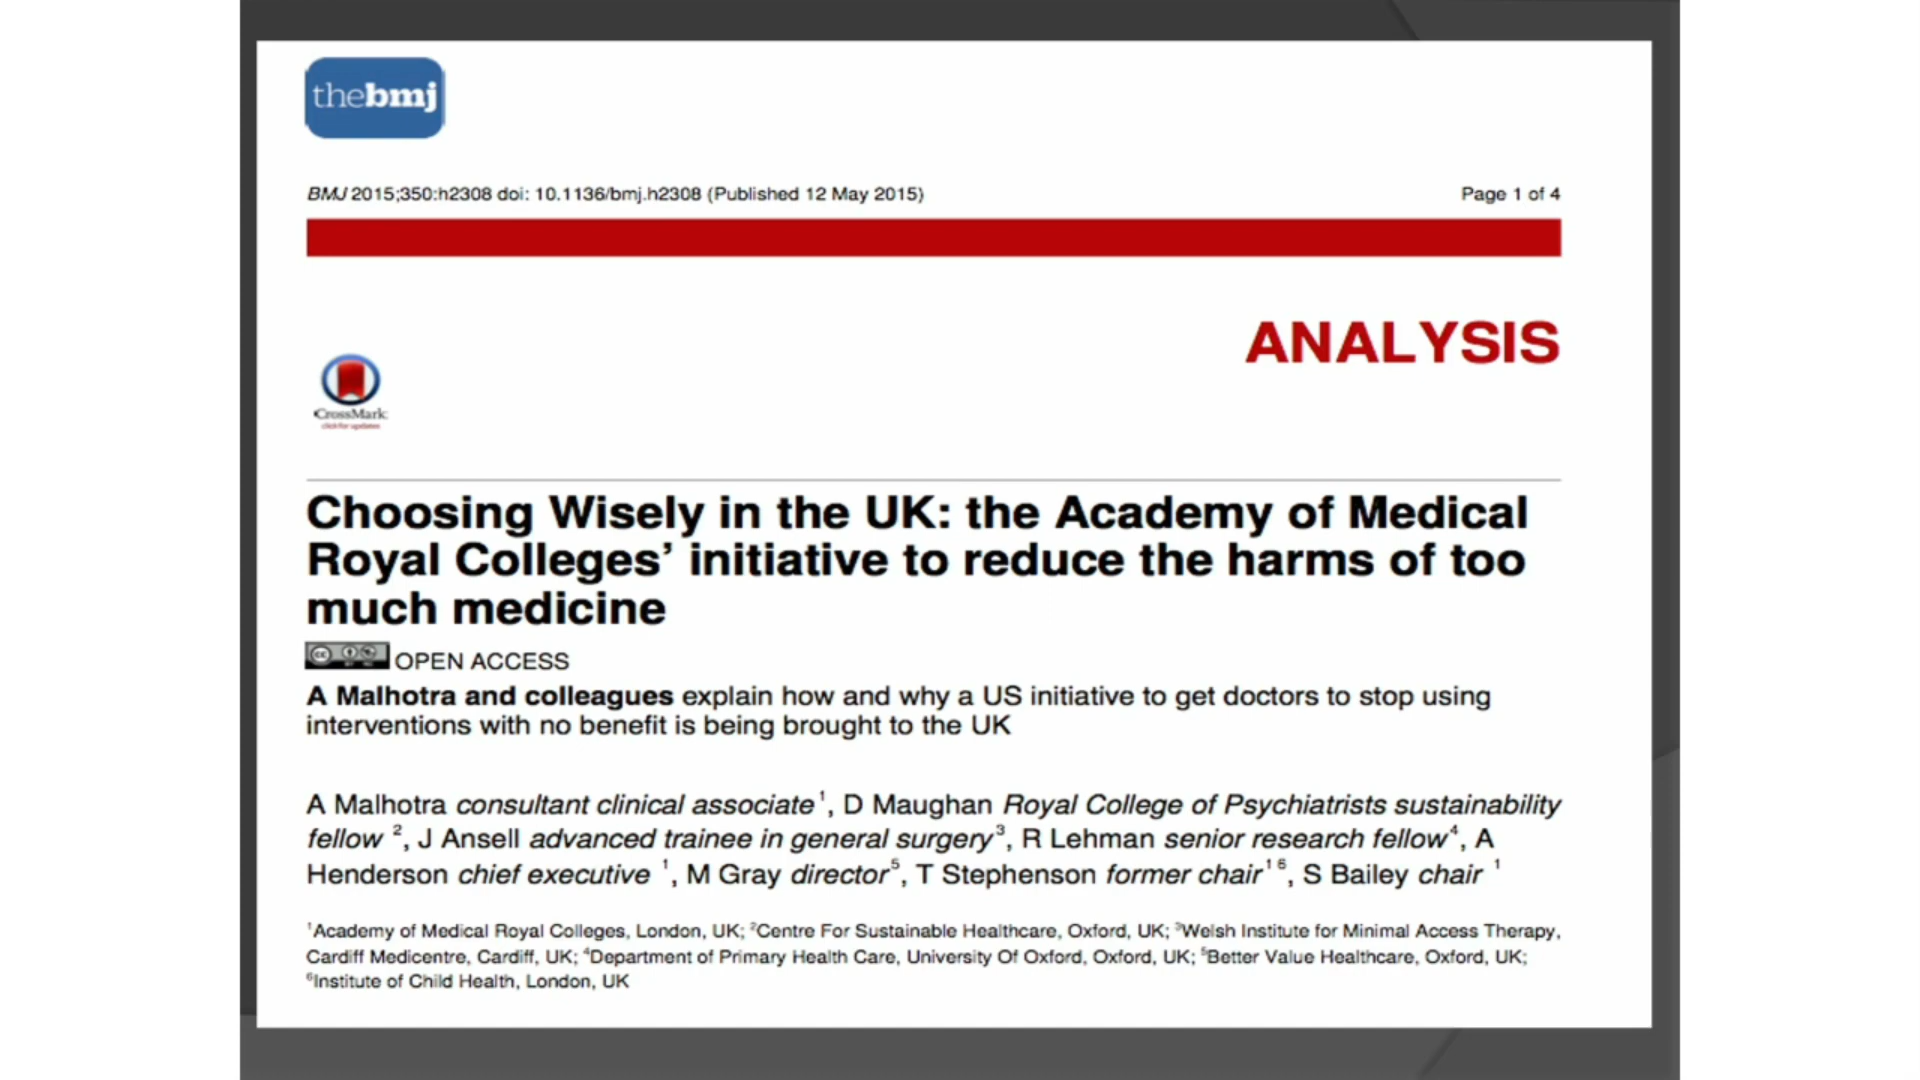 thebmj
BMJ 2015;350:h2308 doi: 10.1136/bmj.h2308 (Published 12 May 2015)
Page 1 of 4
ANALYSIS
CrossMark
click for updates
Choosing Wisely in the UK: the Academy of Medical
Royal Colleges’ initiative to reduce the harms of too
much medicine
cc
OPEN ACCESS
A Malhotra and colleagues explain how and why a US initiative to get doctors to stop using
interventions with no benefit is being brought to the UK
A Malhotra consultant clinical associate¹, D Maughan Royal College of Psychiatrists sustainability
fellow ², J Ansell advanced trainee in general surgery³, R Lehman senior research fellow⁴, A
Henderson chief executive ¹, M Gray director⁵, T Stephenson former chair¹ ⁶, S Bailey chair ¹
¹Academy of Medical Royal Colleges, London, UK; ²Centre For Sustainable Healthcare, Oxford, UK; ³Welsh Institute for Minimal Access Therapy,
Cardiff Medicentre, Cardiff, UK; ⁴Department of Primary Health Care, University Of Oxford, Oxford, UK; ⁵Better Value Healthcare, Oxford, UK;
⁶Institute of Child Health, London, UK